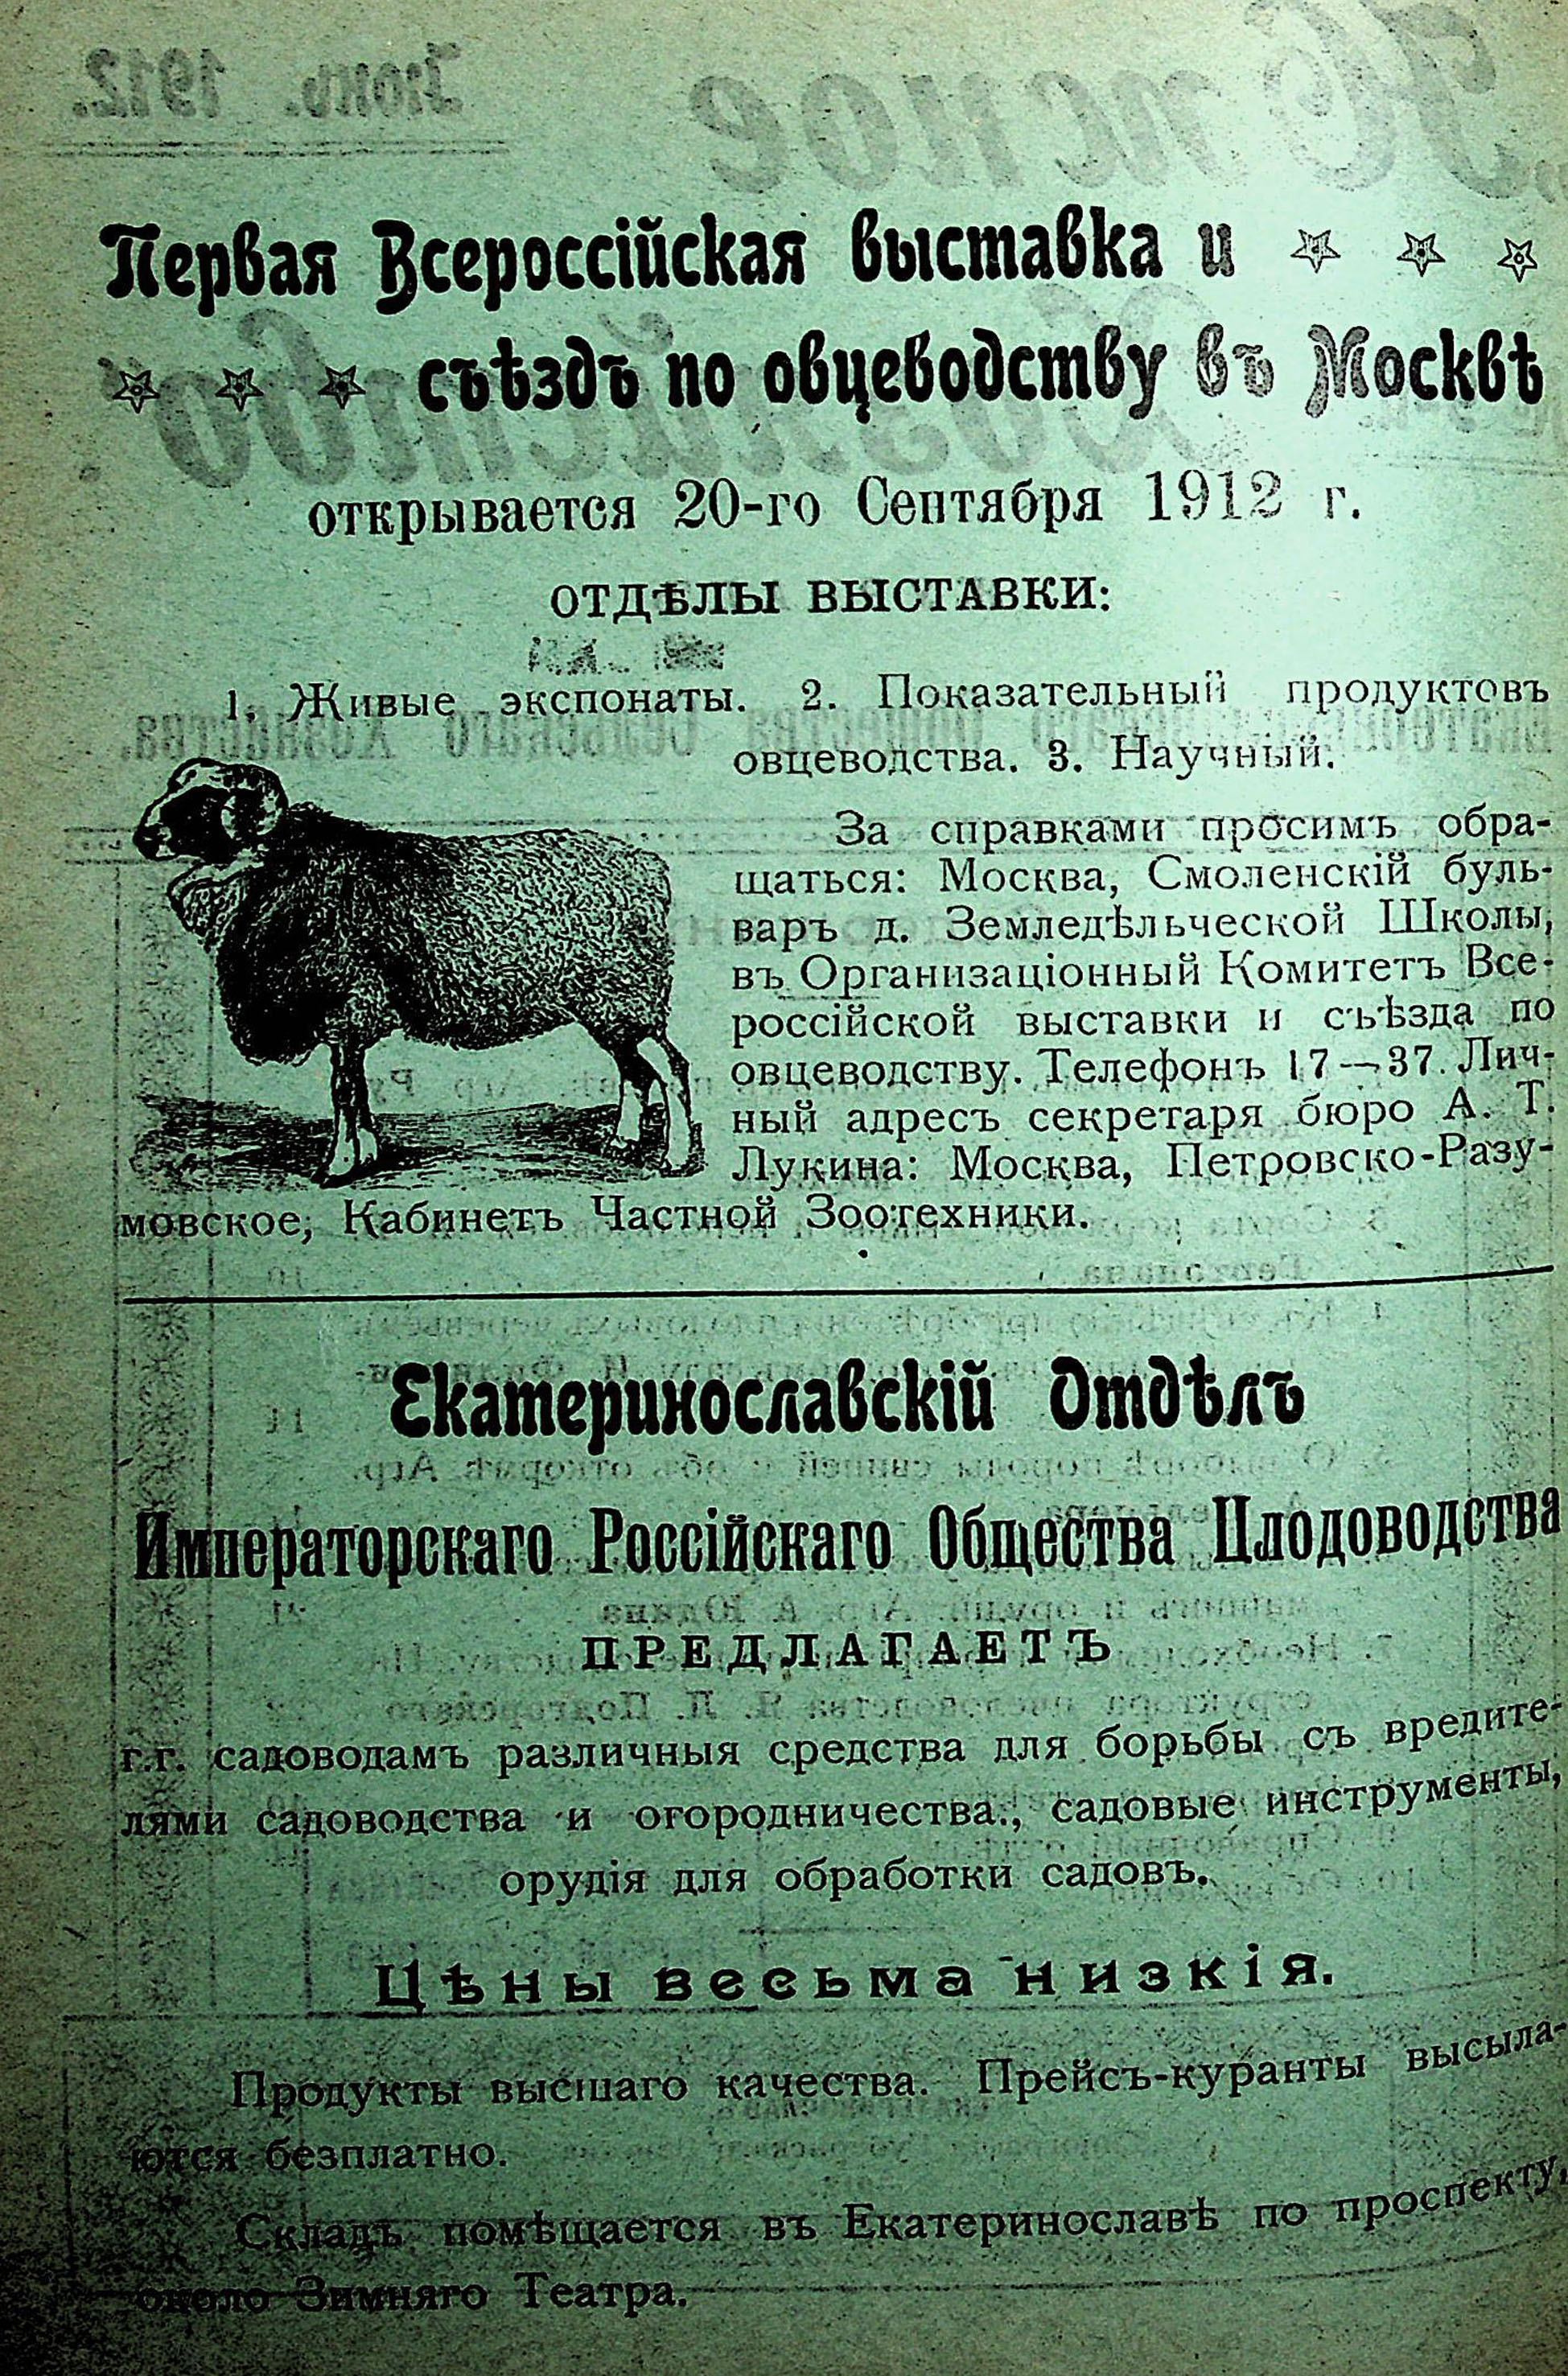 Первая Всероссійская выставка и
съѣздъ по овцеводству въ Москвѣ
открывается 20-го Сентября 1912 г.
ОТДѢЛЫ ВЫСТАВКИ:
1. Живые экспонаты. 2. Показательный продуктовъ
овцеводства. 3. Научный.
За справками просимъ обра-
щаться: Москва, Смоленскій буль-
варъ д. Земледѣльческой Школы,
въ Организаціонный Комитетъ Все-
россійской выставки и съѣзда по
овцеводству. Телефонъ 17—37. Лич-
ный адресъ секретаря бюро А. Т.
Лукина: Москва, Петровско-Разу-
мовское, Кабинетъ Частной Зоотехники.
Екатеринославскій Отдѣлъ
Императорскаго Россійскаго Общества Плодоводства
ПРЕДЛАГАЕТЪ
г.г. садоводамъ различныя средства для борьбы съ вредите-
лями садоводства и огородничества., садовые инструменты,
орудія для обработки садовъ.
Цѣны весьма низкія.
Продукты высшаго качества. Прейсъ-куранты высыла-
ются безплатно.
Складъ помѣщается въ Екатеринославѣ по проспекту,
около Зимняго Театра.